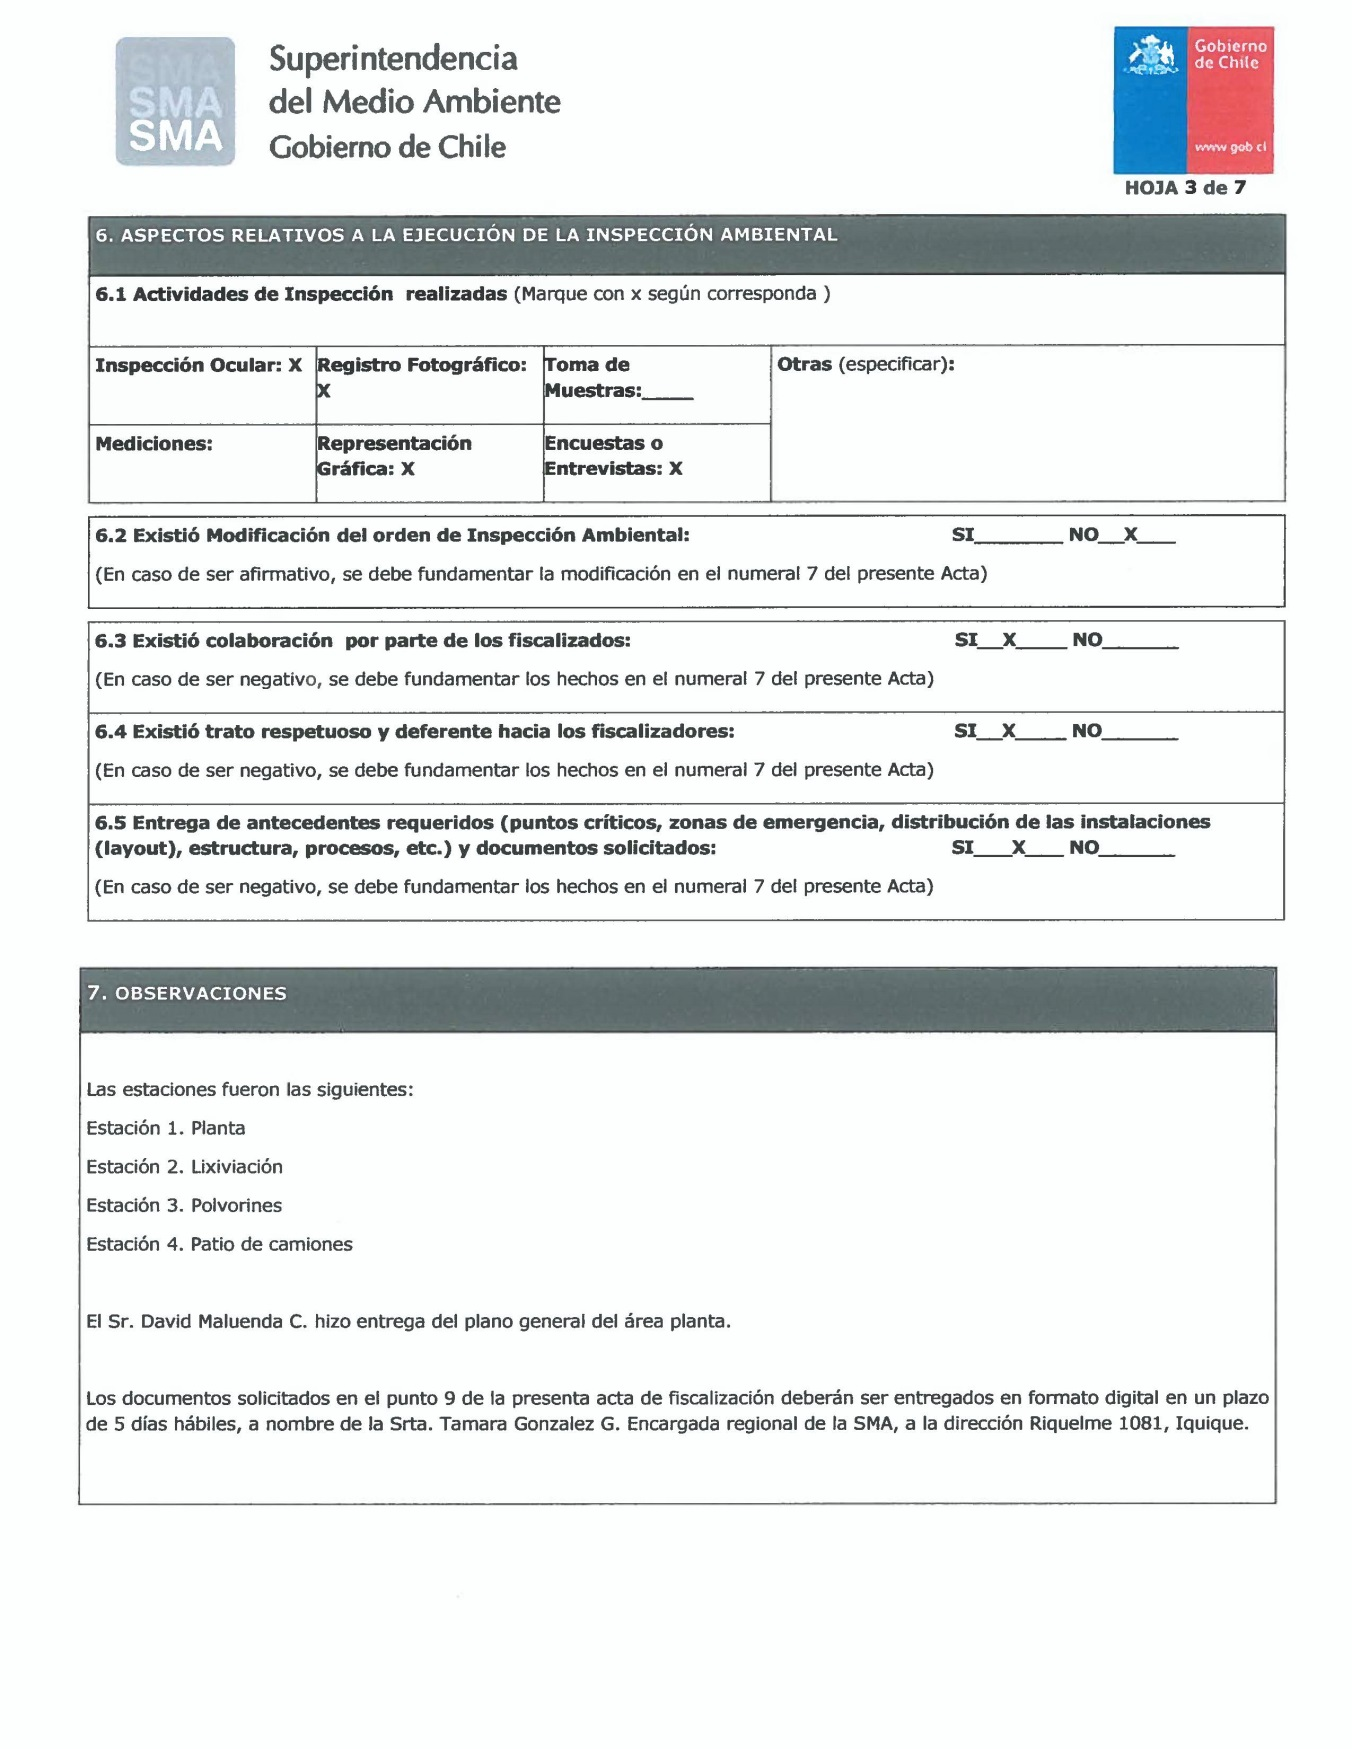 SMA
SMA
SMA
Superintendencia
del Medio Ambiente
Gobierno de Chile
Gobierno
de Chile
www.gob.cl
HOJA 3 de 7
6. ASPECTOS RELATIVOS A LA EJECUCIÓN DE LA INSPECCIÓN AMBIENTAL
6.1 Actividades de Inspección realizadas (Marque con x según corresponda )
Inspección Ocular: X
Registro Fotográfico:
X
Toma de
Muestras:_____
Otras (especificar):
Mediciones:
Representación
Gráfica: X
Encuestas o
Entrevistas: X
6.2 Existió Modificación del orden de Inspección Ambiental: SI_______ NO__X___
(En caso de ser afirmativo, se debe fundamentar la modificación en el numeral 7 del presente Acta)
6.3 Existió colaboración por parte de los fiscalizados: SI__X____ NO______
(En caso de ser negativo, se debe fundamentar los hechos en el numeral 7 del presente Acta)
6.4 Existió trato respetuoso y deferente hacia los fiscalizadores: SI__X____ NO______
(En caso de ser negativo, se debe fundamentar los hechos en el numeral 7 del presente Acta)
6.5 Entrega de antecedentes requeridos (puntos críticos, zonas de emergencia, distribución de las instalaciones
(layout), estructura, procesos, etc.) y documentos solicitados: SI___X___ NO______
(En caso de ser negativo, se debe fundamentar los hechos en el numeral 7 del presente Acta)
7. OBSERVACIONES
Las estaciones fueron las siguientes:
Estación 1. Planta
Estación 2. Lixiviación
Estación 3. Polvorines
Estación 4. Patio de camiones
El Sr. David Maluenda C. hizo entrega del plano general del área planta.
Los documentos solicitados en el punto 9 de la presenta acta de fiscalización deberán ser entregados en formato digital en un plazo
de 5 días hábiles, a nombre de la Srta. Tamara Gonzalez G. Encargada regional de la SMA, a la dirección Riquelme 1081, Iquique.